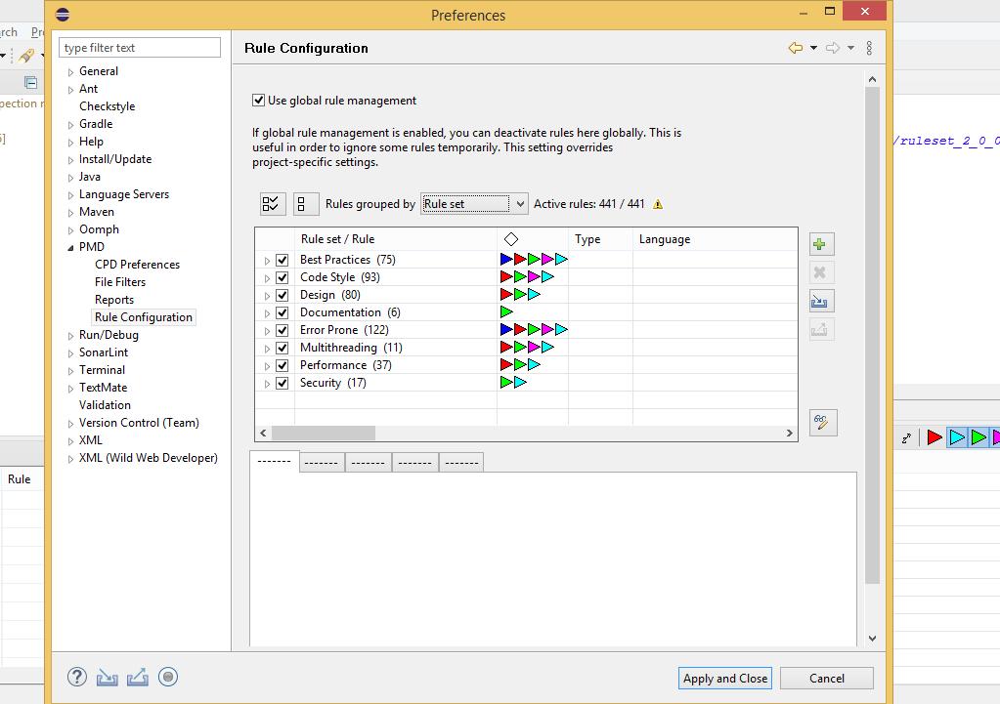 Preferences
rch
Pr
type filter text
Rule Configuration
General
Ant
Checkstyle
Gradle
Help
Install/Update
Java
Language Servers
Maven
Oomph
PMD
CPD Preferences
File Filters
Reports
Rule Configuration
Run/Debug
SonarLint
Terminal
TextMate
Validation
Version Control (Team)
XML
XML (Wild Web Developer)
Use global rule management
If global rule management is enabled, you can deactivate rules here globally. This is
useful in order to ignore some rules temporarily. This setting overrides
project-specific settings.
Rules grouped by Rule set Active rules: 441 / 441
Rule set / Rule Type Language
Best Practices (75)
Code Style (93)
Design (80)
Documentation (6)
Error Prone (122)
Multithreading (11)
Performance (37)
Security (17)
-------  -------  -------  -------  -------
Apply and Close Cancel
pection r
Rule
/ruleset_2_0_0